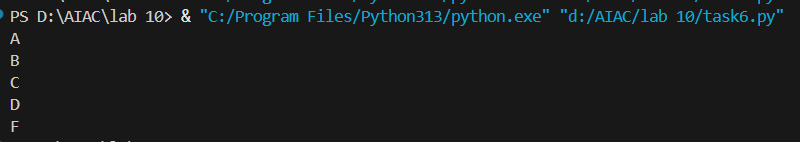 PS D:\AIAC\lab 10> & "C:/Program Files/Python313/python.exe" "d:/AIAC/lab 10/task6.py"
A
B
C
D
F